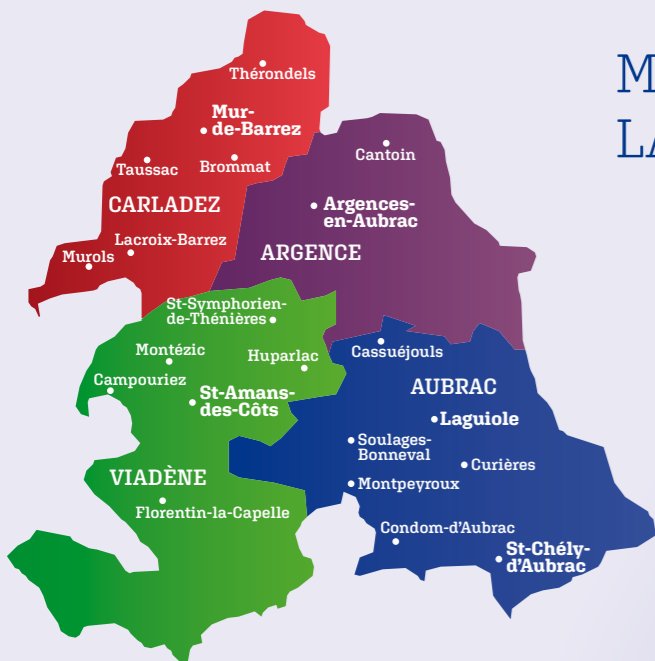 Thérondels
Mur-
de-Barrez
Taussac
Brommat
CARLADEZ
Lacroix-Barrez
Murols
M
LA
Cantoin
Argences-
en-Aubrac
ARGENCE
St-Symphorien-
de-Thénières
Montézic
Huparlac
Campouriez
St-Amans-
des-Côts
VIADÈNE
Florentin-la-Capelle
Cassuéjouls
AUBRAC
Laguiole
Soulages-
Bonneval
Curières
Montpeyroux
Condom-d'Aubrac
St-Chély-
d'Aubrac